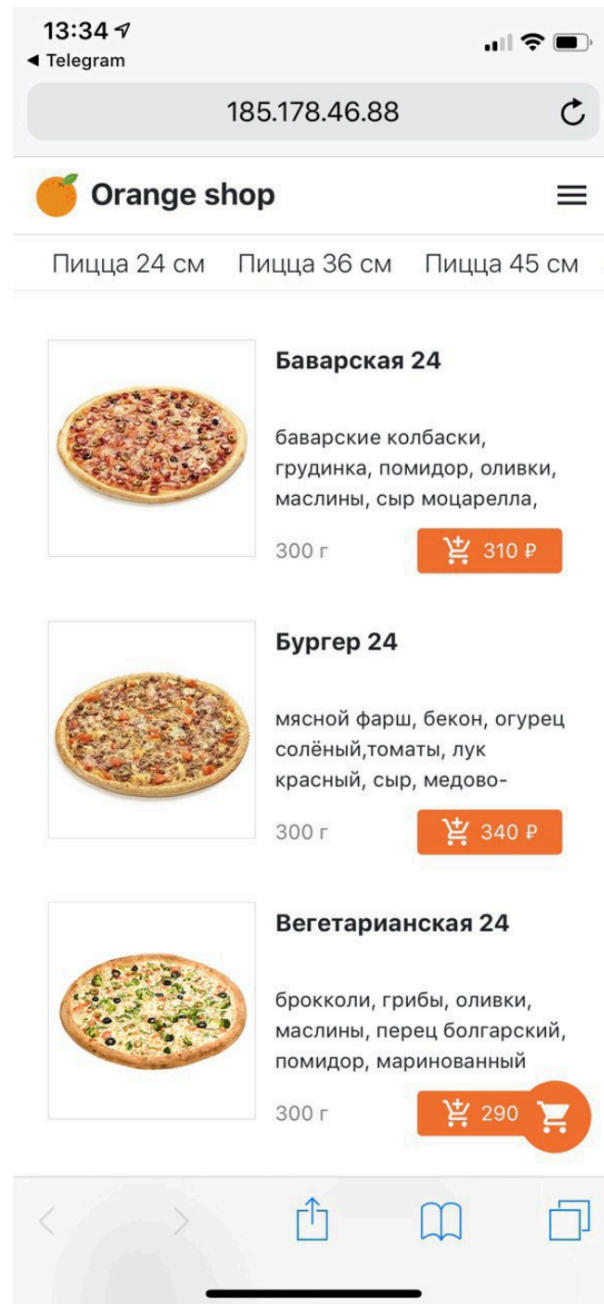 13:34
◀ Telegram
185.178.46.88
Orange shop
Пицца 24 см Пицца 36 см Пицца 45 см
Баварская 24
баварские колбаски,
грудинка, помидор, оливки,
маслины, сыр моцарелла,
300 г 310 ₽
Бургер 24
мясной фарш, бекон, огурец
солёный,томаты, лук
красный, сыр, медово-
300 г 340 ₽
Вегетарианская 24
брокколи, грибы, оливки,
маслины, перец болгарский,
помидор, маринованный
300 г 290